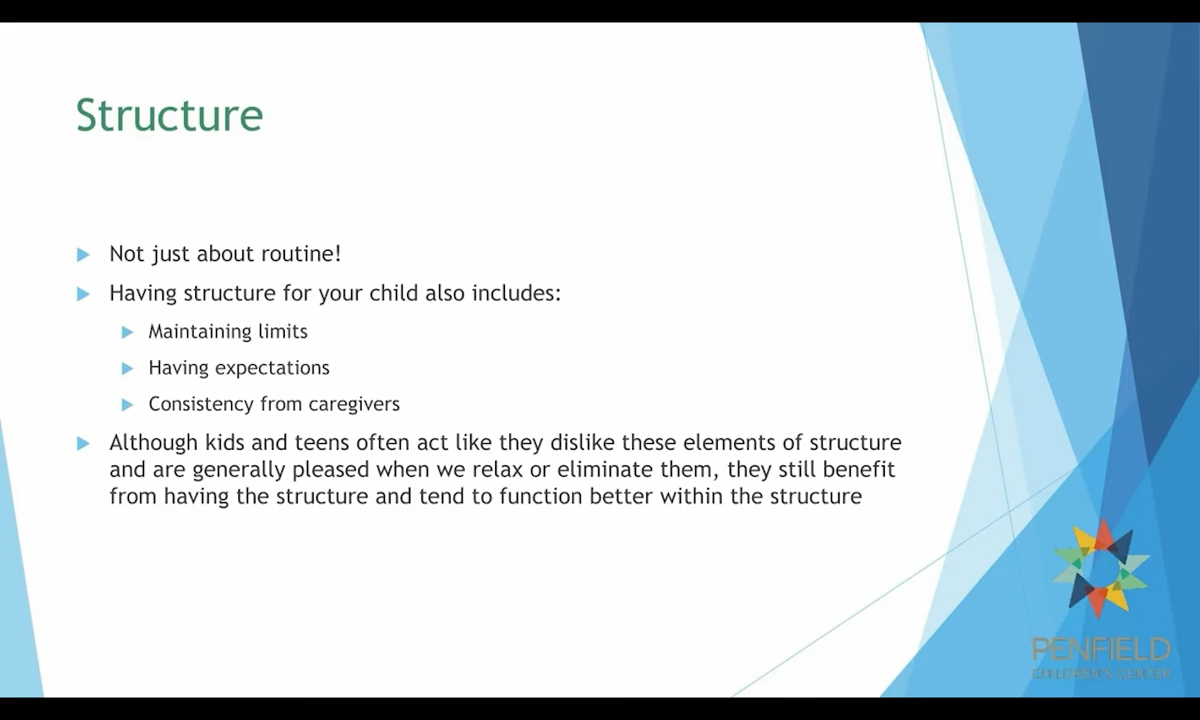 Structure
Not just about routine!
Having structure for your child also includes:
Maintaining limits
Having expectations
Consistency from caregivers
Although kids and teens often act like they dislike these elements of structure
and are generally pleased when we relax or eliminate them, they still benefit
from having the structure and tend to function better within the structure
PENFIELD
CHILDREN'S CENTER